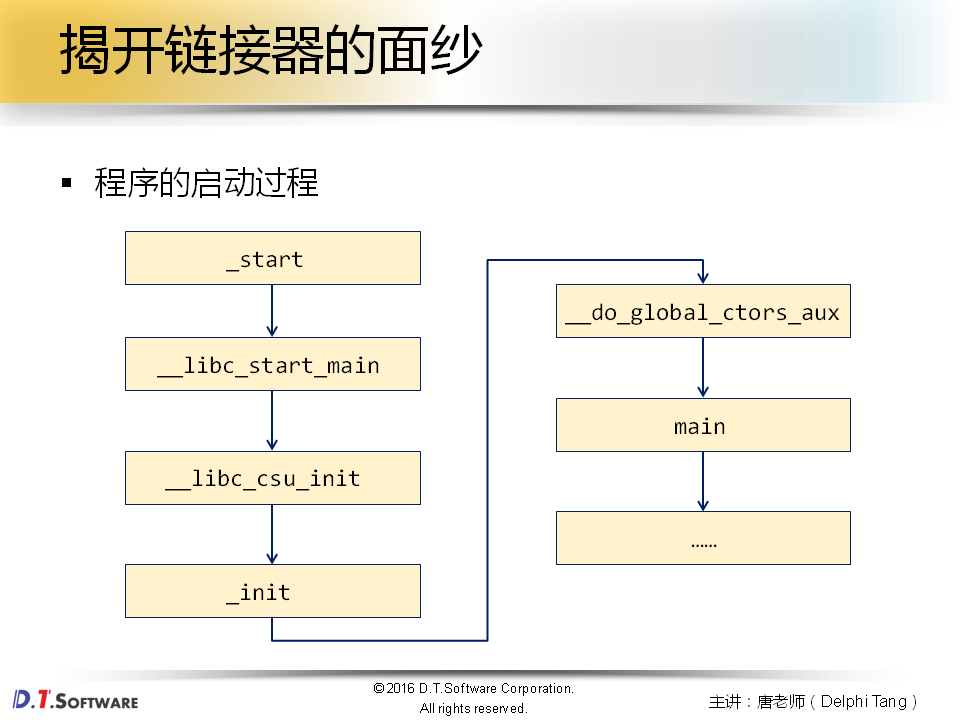 揭开链接器的面纱
▪ 程序的启动过程
_start
__libc_start_main
__libc_csu_init
_init
__do_global_ctors_aux
main
……
D.T.SOFTWARE
©2016 D.T.Software Corporation.
All rights reserved.
主讲：唐老师（Delphi Tang）